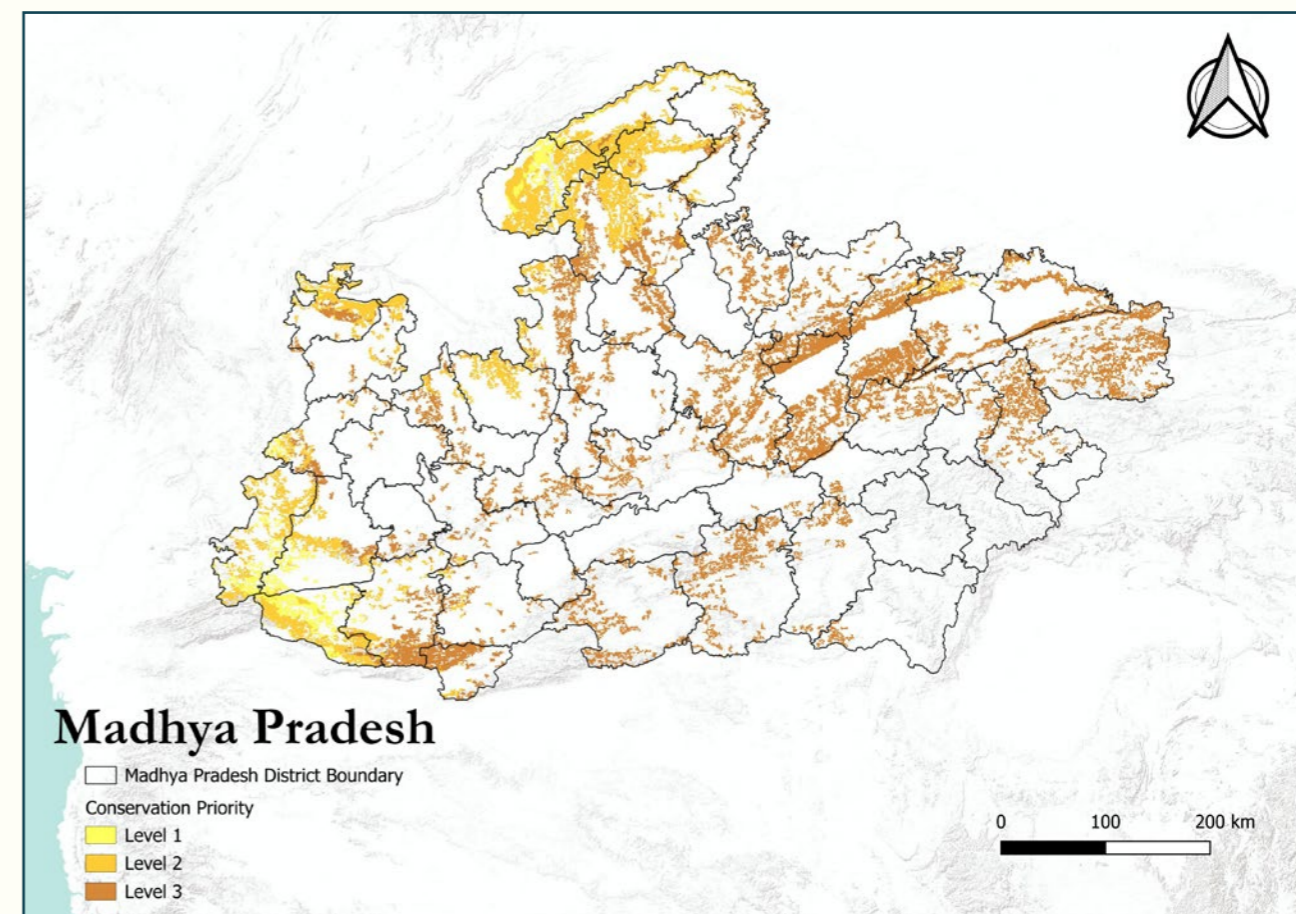 Madhya Pradesh
Madhya Pradesh District Boundary
Conservation Priority
Level 1
Level 2
Level 3
0 100 200 km